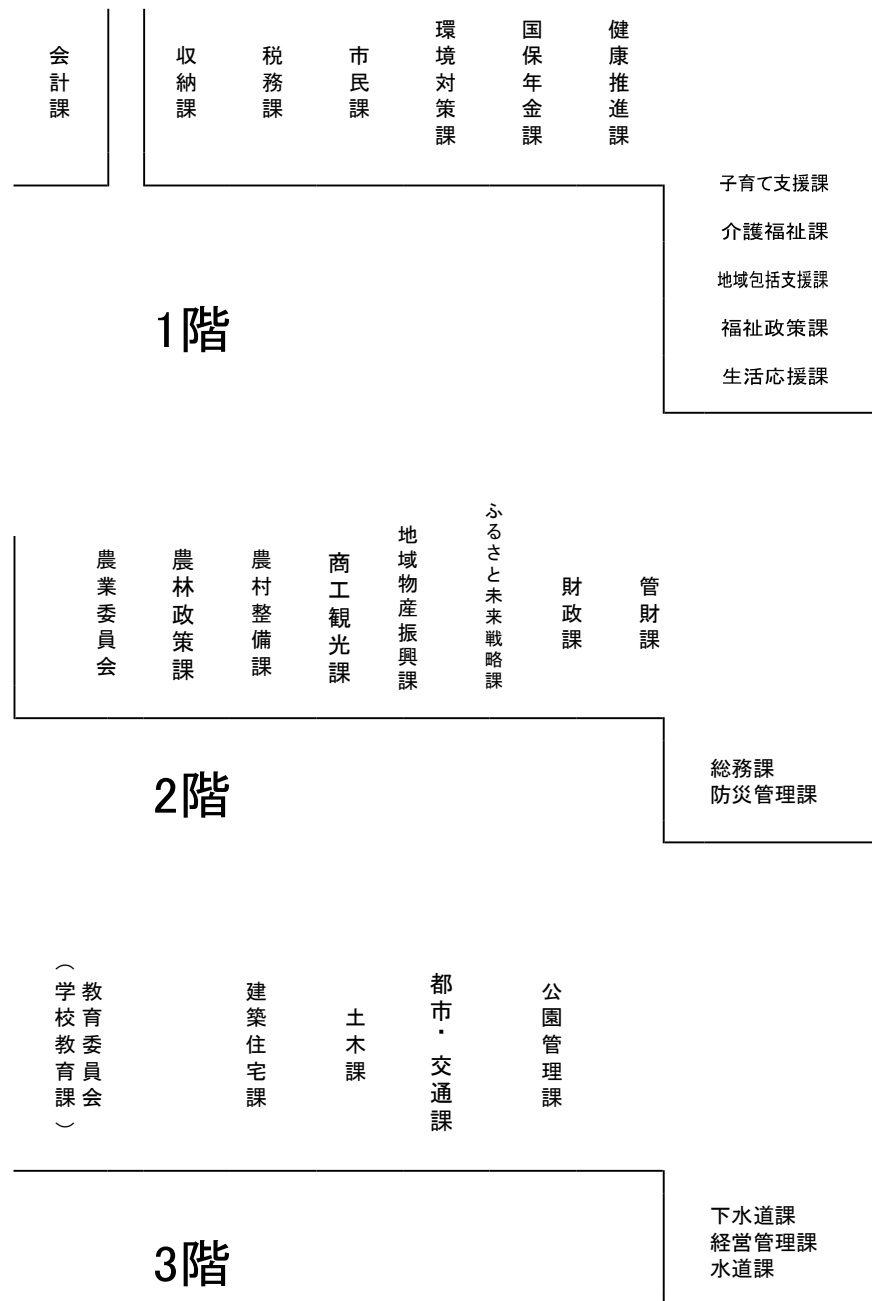 会計課
収納課
税務課
市民課
環境対策課
国保年金課
健康推進課
子育て支援課
介護福祉課
地域包括支援課
福祉政策課
生活応援課
1階
農業委員会
農林政策課
農村整備課
商工観光課
地域物産振興課
ふるさと未来戦略課
財政課
管財課
総務課
防災管理課
2階
教育委員会
（学校教育課）
建築住宅課
土木課
都市・交通課
公園管理課
下水道課
経営管理課
水道課
3階